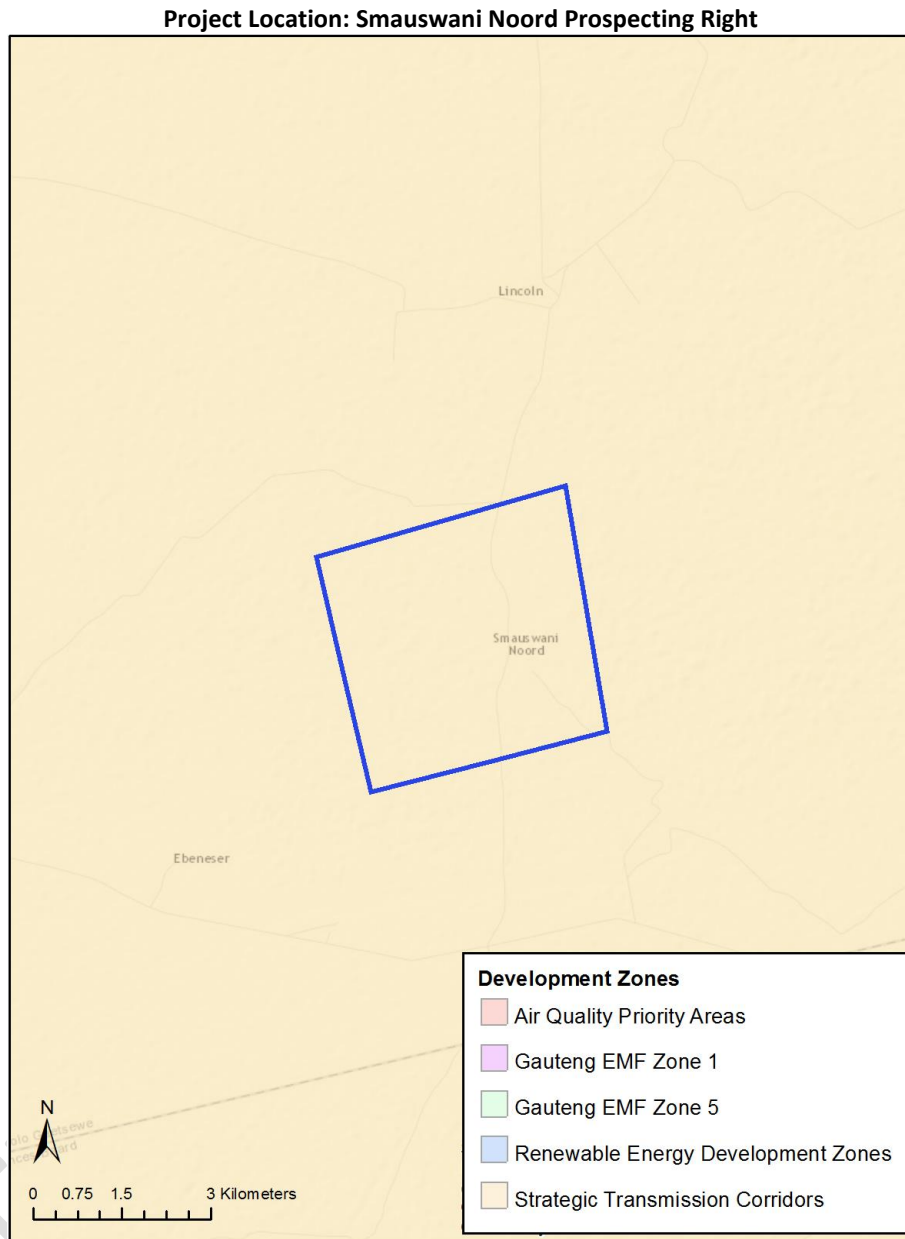 Project Location: Smauswani Noord Prospecting Right
Lincoln
Smauswani
Noord
Ebeneser
Development Zones
Air Quality Priority Areas
Gauteng EMF Zone 1
Gauteng EMF Zone 5
Renewable Energy Development Zones
Strategic Transmission Corridors
N
0 0.75 1.5 3 Kilometers